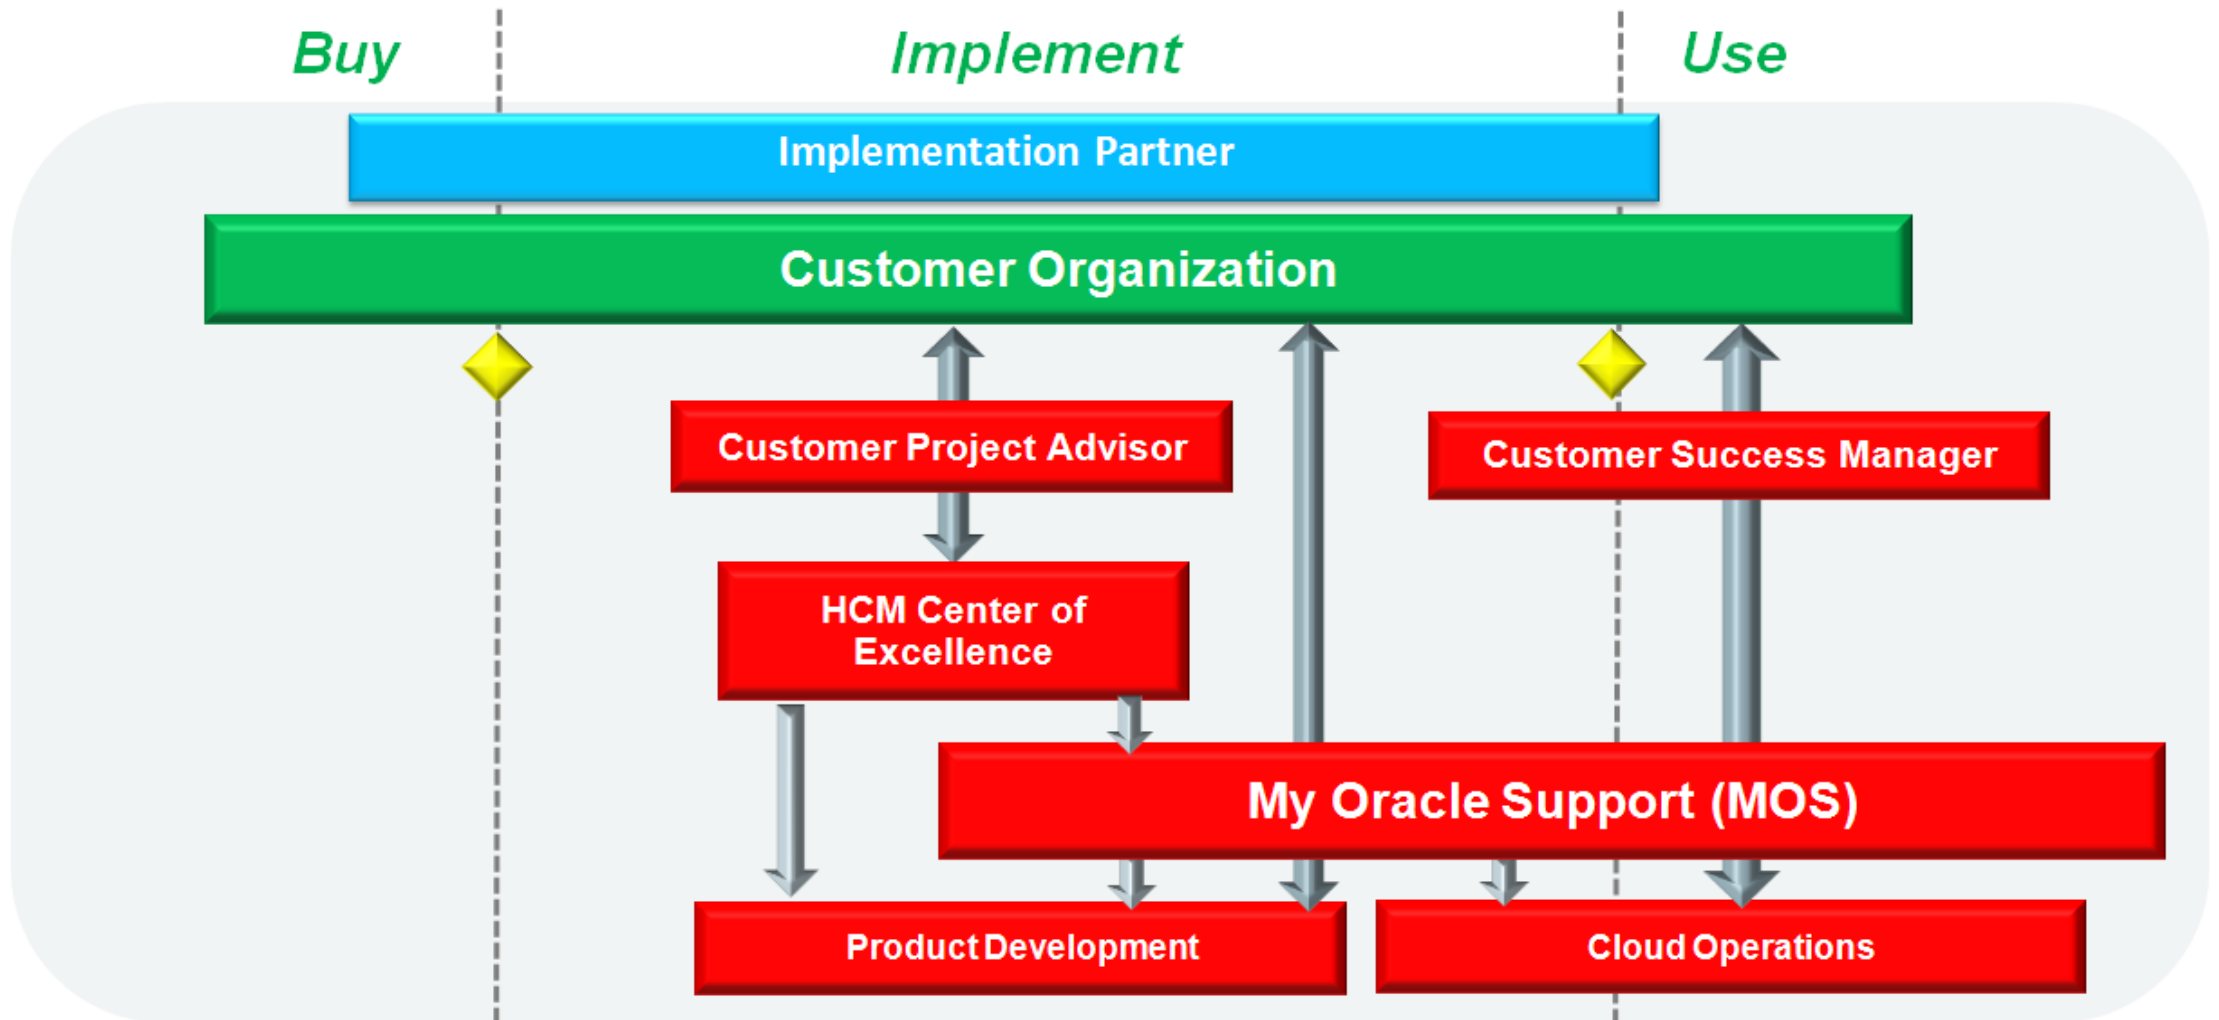 Buy
Implement
Use
Implementation Partner
Customer Organization
Customer Project Advisor
Customer Success Manager
HCM Center of
Excellence
My Oracle Support (MOS)
Product Development
Cloud Operations